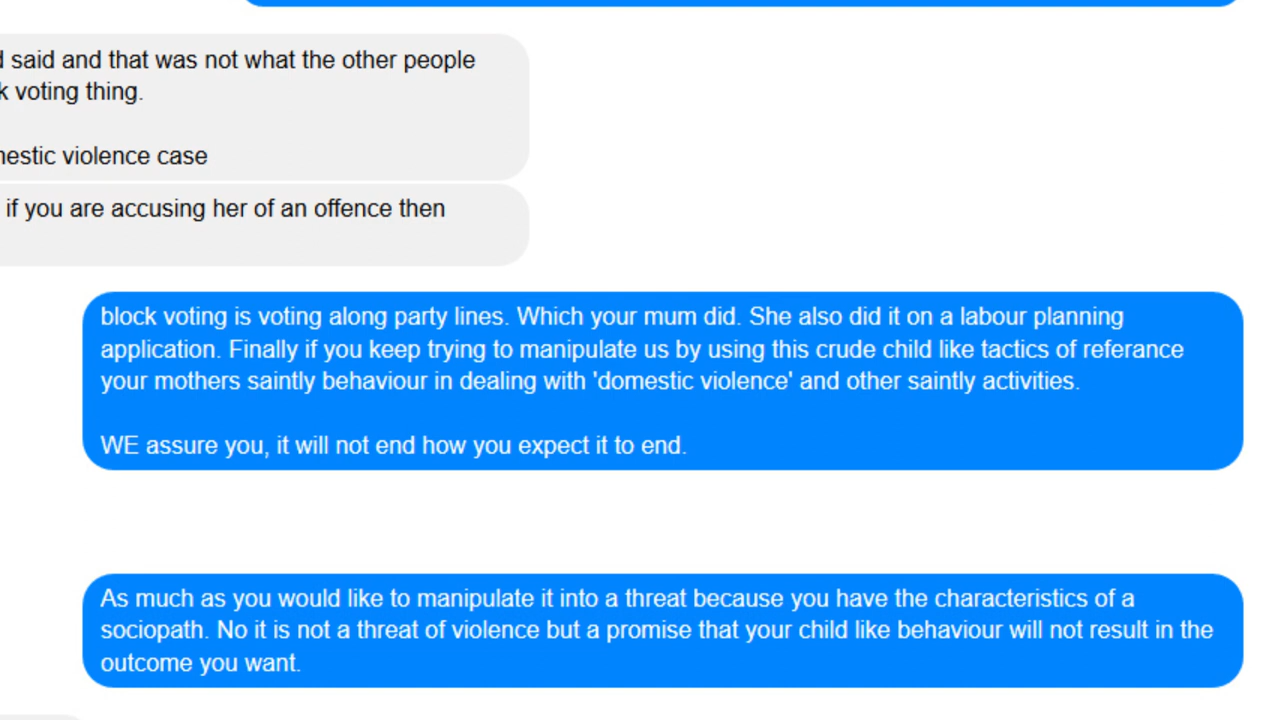 said and that was not what the other people
voting thing.
violence case
if you are accusing her of an offence then
block voting is voting along party lines. Which your mum did. She also did it on a labour planning
application. Finally if you keep trying to manipulate us by using this crude child like tactics of referance
your mothers saintly behaviour in dealing with 'domestic violence' and other saintly activities.
WE assure you, it will not end how you expect it to end.
As much as you would like to manipulate it into a threat because you have the characteristics of a
sociopath. No it is not a threat of violence but a promise that your child like behaviour will not result in the
outcome you want.